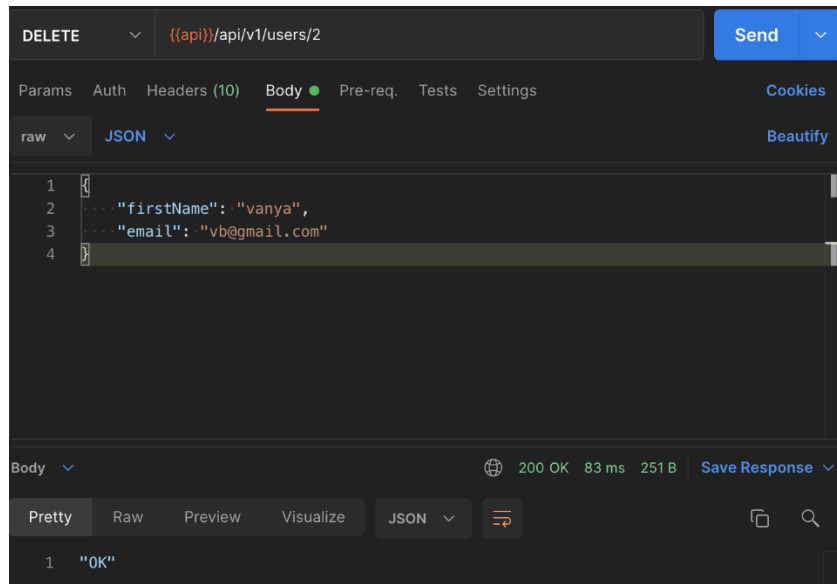 DELETE {{api}}/api/v1/users/2 Send
Params Auth Headers (10) Body Pre-req. Tests Settings Cookies
raw JSON Beautify
1 {
2 "firstName": "vanya",
3 "email": "vb@gmail.com"
4 }
Body 200 OK 83 ms 251 B Save Response
Pretty Raw Preview Visualize JSON
1 "OK"